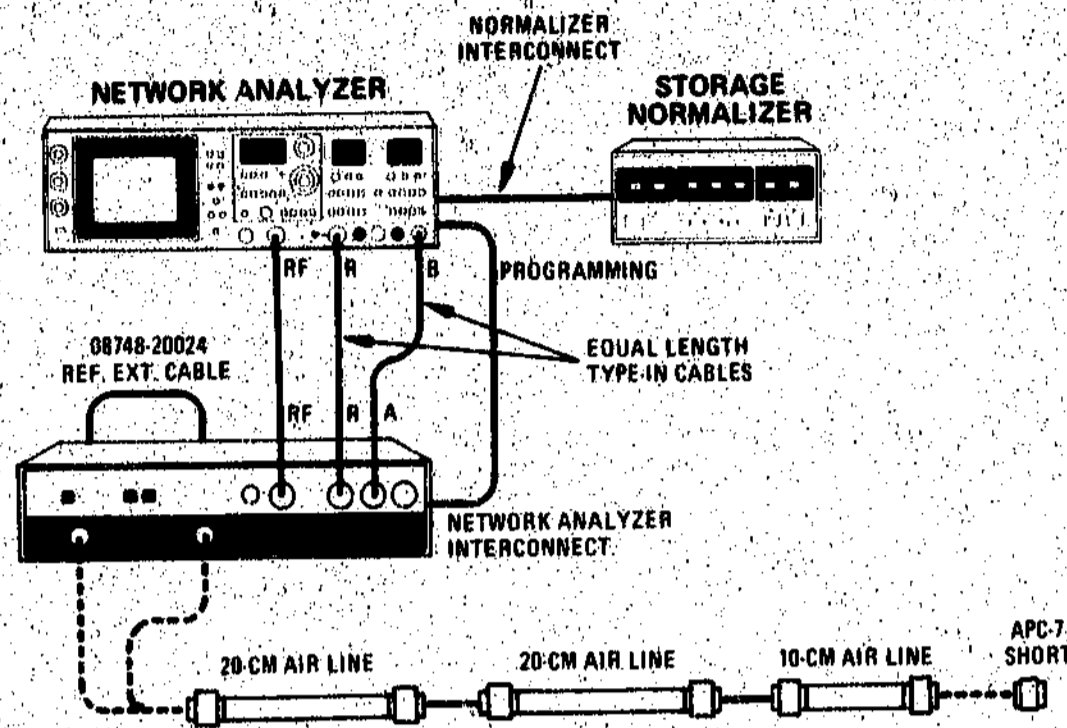 NORMALIZER
INTERCONNECT
NETWORK ANALYZER
STORAGE
NORMALIZER
RF
R
B
PROGRAMMING
08748-20024
REF. EXT. CABLE
EQUAL LENGTH
TYPE-IN CABLES
RF
R
A
NETWORK ANALYZER
INTERCONNECT
20-CM AIR LINE
20-CM AIR LINE
10-CM AIR LINE
APC-7
SHORT